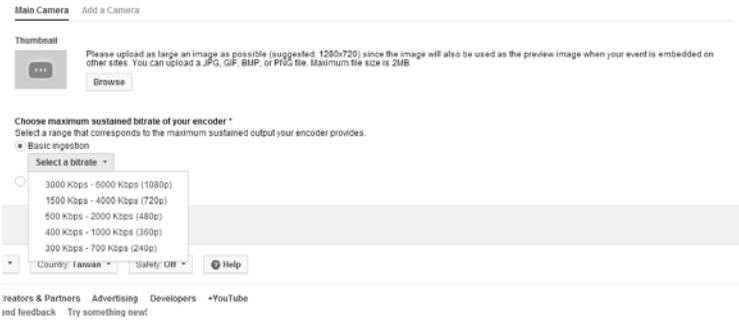 Main Camera Add a Camera
Thumbnail
Please upload as large an image as possible (suggested: 1280x720) since the image will also be used as the preview image when your event is embedded on
other sites. You can upload a JPG, GIF, BMP, or PNG file. Maximum file size is 2MB.
Browse
Choose maximum sustained bitrate of your encoder *
Select a range that corresponds to the maximum sustained output your encoder provides.
Basic ingestion
Select a bitrate
3000 Kbps - 6000 Kbps (1080p)
1500 Kbps - 4000 Kbps (720p)
500 Kbps - 2000 Kbps (480p)
400 Kbps - 1000 Kbps (360p)
300 Kbps - 700 Kbps (240p)
Country: Taiwan Safety: Off Help
reators & Partners Advertising Developers +YouTube
end feedback Try something new!